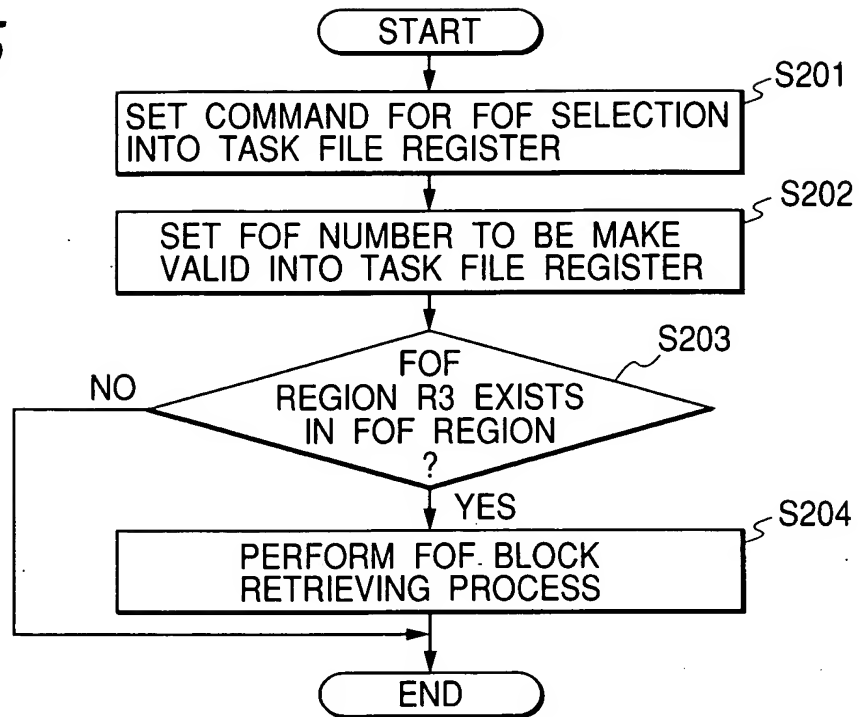 5
START
S201
SET COMMAND FOR FOF SELECTION
INTO TASK FILE REGISTER
S202
SET FOF NUMBER TO BE MAKE
VALID INTO TASK FILE REGISTER
S203
FOF
REGION R3 EXISTS
IN FOF REGION
?
NO
YES
S204
PERFORM FOF BLOCK
RETRIEVING PROCESS
END